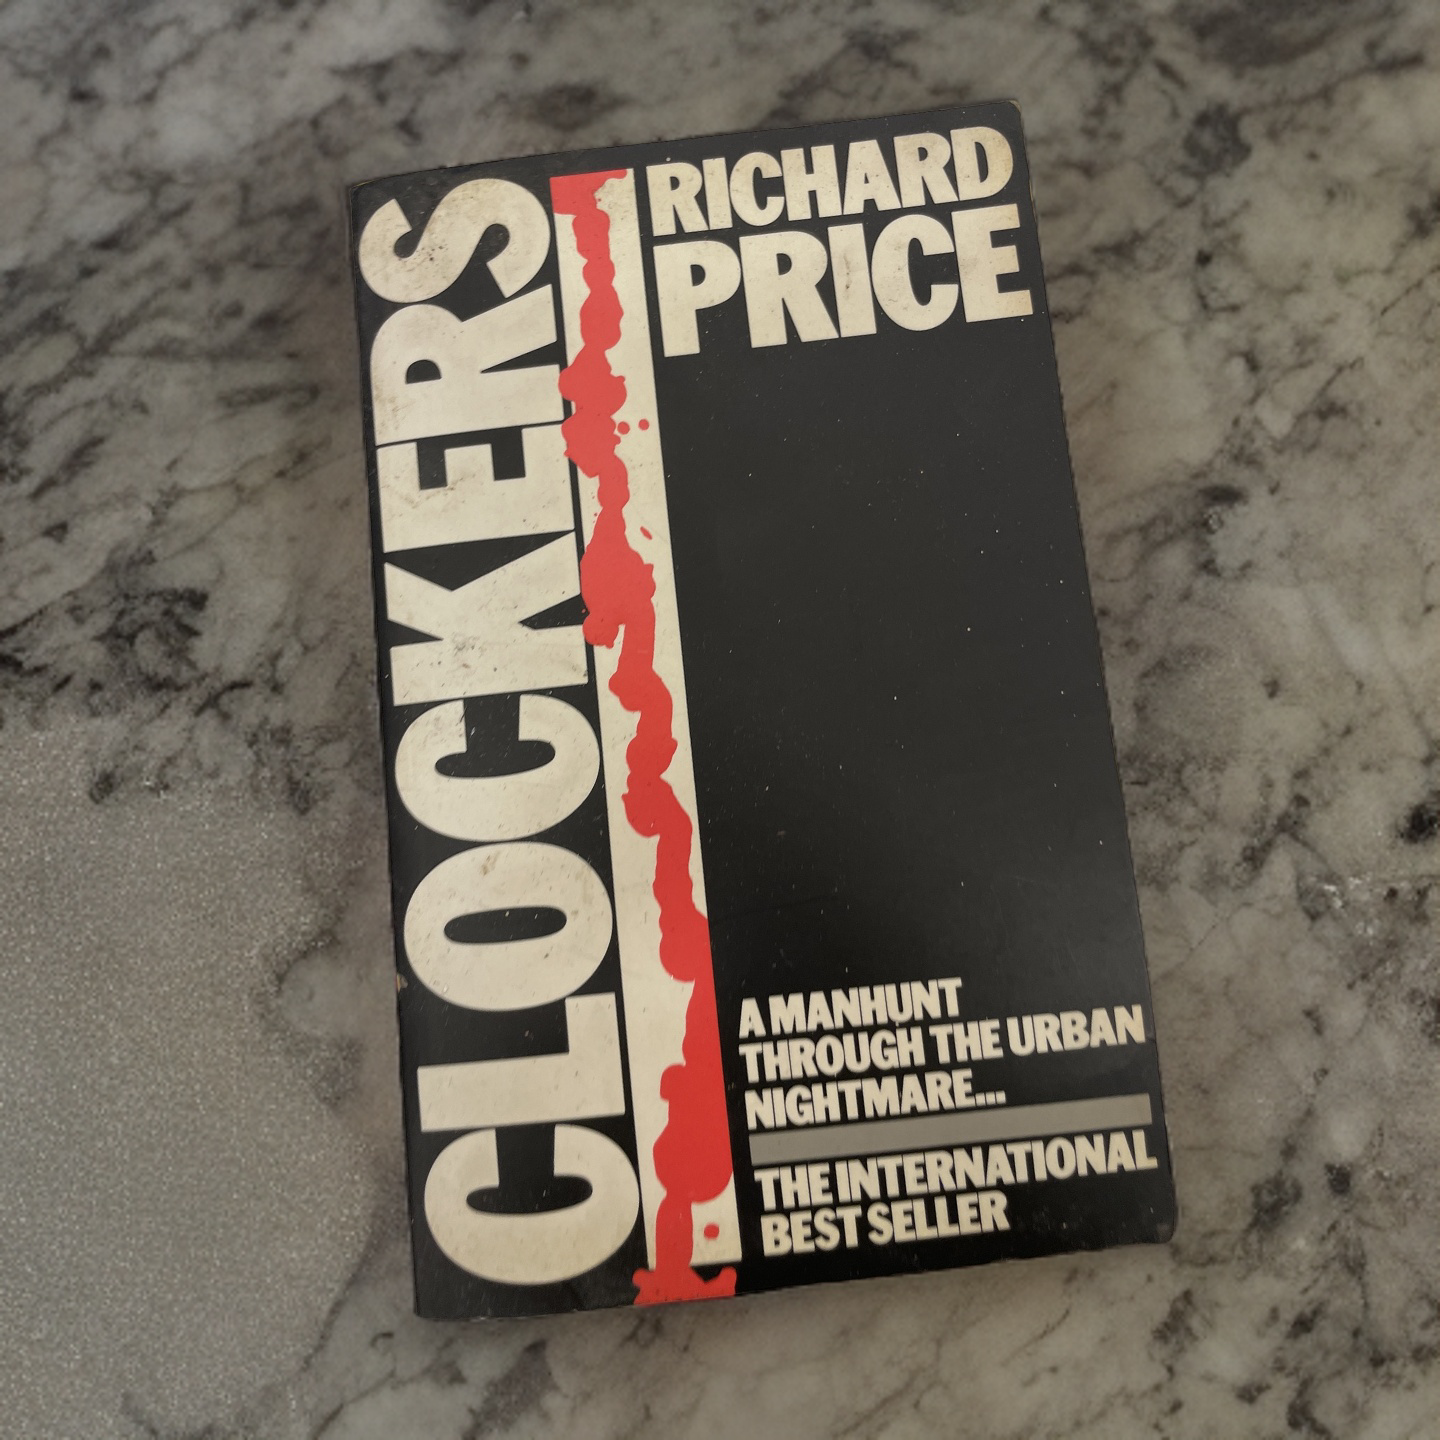 CLOCKERS
RICHARD
PRICE
A MANHUNT
THROUGH THE URBAN
NIGHTMARE...
THE INTERNATIONAL
BEST SELLER